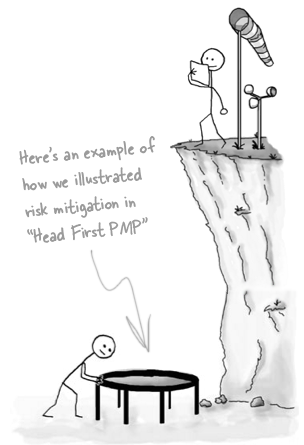 Here's an example of
how we illustrated
risk mitigation in
"Head First PMP"